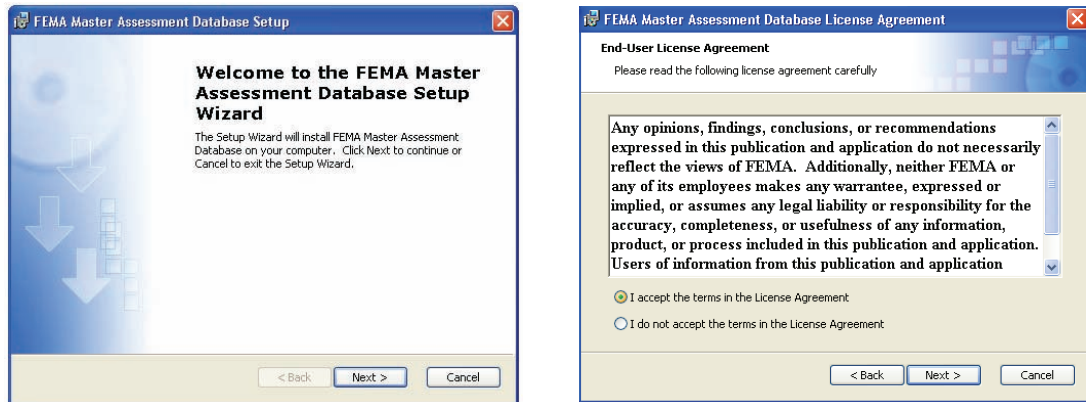 FEMA Master Assessment Database Setup
Welcome to the FEMA Master
Assessment Database Setup
Wizard
The Setup Wizard will install FEMA Master Assessment
Database on your computer. Click Next to continue or
Cancel to exit the Setup Wizard.
< Back
Next >
Cancel
FEMA Master Assessment Database License Agreement
End-User License Agreement
Please read the following license agreement carefully
Any opinions, findings, conclusions, or recommendations
expressed in this publication and application do not necessarily
reflect the views of FEMA. Additionally, neither FEMA or
any of its employees makes any warrantee, expressed or
implied, or assumes any legal liability or responsibility for the
accuracy, completeness, or usefulness of any information,
product, or process included in this publication and application.
Users of information from this publication and application
I accept the terms in the License Agreement
I do not accept the terms in the License Agreement
< Back
Next >
Cancel